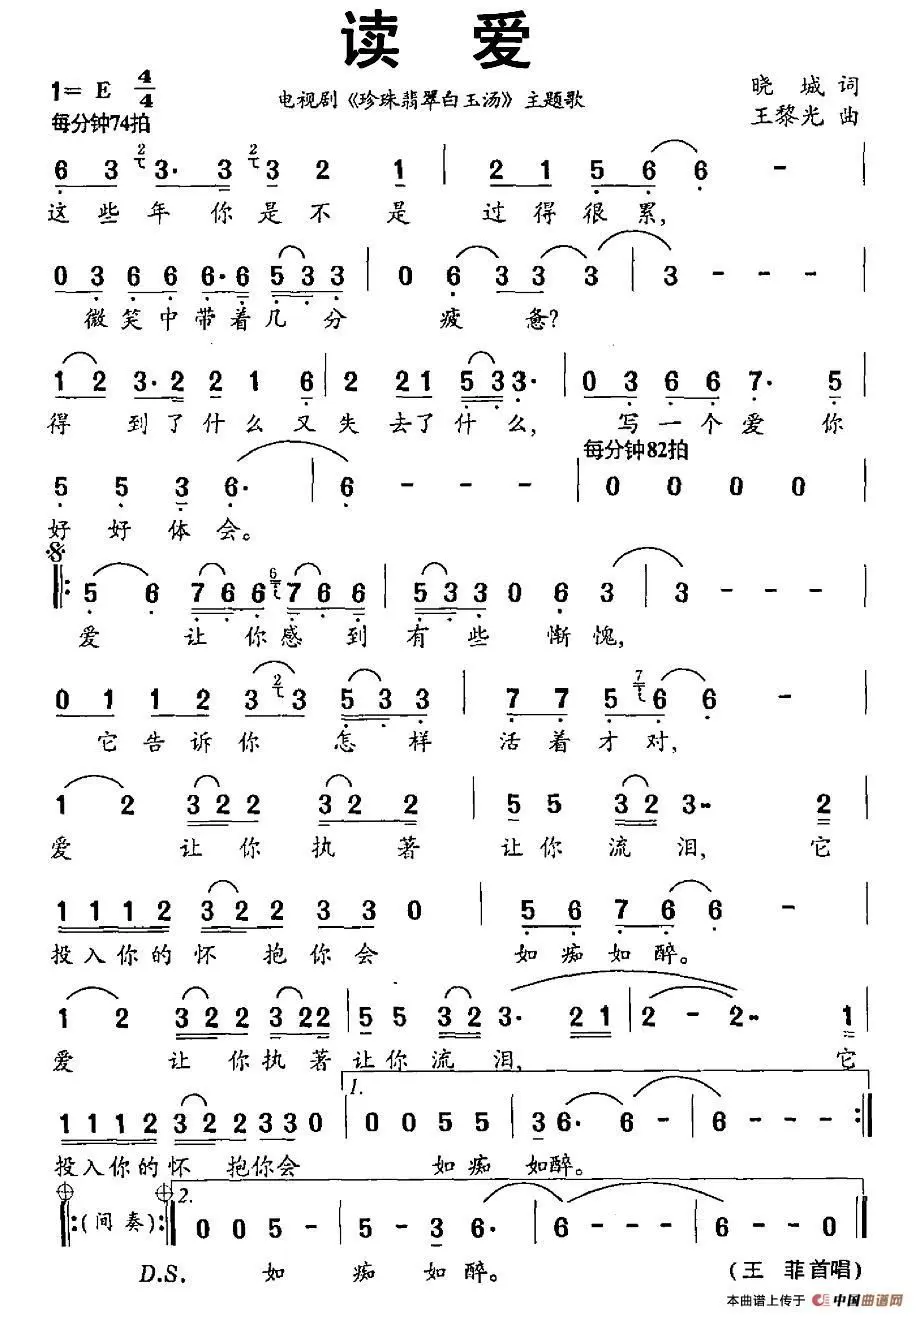 读 爱
1= E 4/4
每分钟74拍
电视剧《珍珠翡翠白玉汤》主题歌
晓 城 词
王黎光 曲
6 3 2 3· 3 2 3 2 1 | 2 1 5 6 6 - |
这 些 年 你 是 不 是 过 得 很 累,
0 3 6 6 6·6 5 3 3 | 0 6 3 3 3 | 3 - - - |
微 笑 中 带 着 几 分 疲 惫?
1 2 3·2 2 1 6 | 2 2 1 5 3 3· | 0 3 6 6 7· 5 |
得 到 了 什 么 又 失 去 了 什 么, 写 一 个 爱 你
每分钟82拍
5 5 3 6· | 6 - - - | 0 0 0 0 |
好 好 体 会。
5 6 7 6 6 6 7 6 6 | 5 3 3 0 6 3 | 3 - - - |
爱 让 你 感 到 有 些 惭 愧,
0 1 1 2 3 2 3 5 3 3 | 7 7 5 7 6 6 - |
它 告 诉 你 怎 样 活 着 才 对,
1 2 3 2 2 3 2 2 | 5 5 3 2 3·· 2 |
爱 让 你 执 著 让 你 流 泪, 它
1 1 1 2 3 2 2 3 3 0 | 5 6 7 6 6 - |
投 入 你 的 怀 抱 你 会 如 痴 如 醉。
1 2 3 2 2 3 2 2 | 5 5 3 2 3· 2 1 | 2 - 2·· 1 |
爱 让 你 执 著 让 你 流 泪, 它
1.
1 1 1 2 3 2 2 3 3 0 | 0 0 5 5 | 3 6· 6 - | 6 - - - :|
投 入 你 的 怀 抱 你 会 如 痴 如 醉。
2.
(间 奏) 0 0 5 - | 5 - 3 6· | 6 - - - | 6 - - 0 |
D.S. 如 痴 如 醉。
(王 菲 首 唱)
本曲谱上传于 中国曲谱网